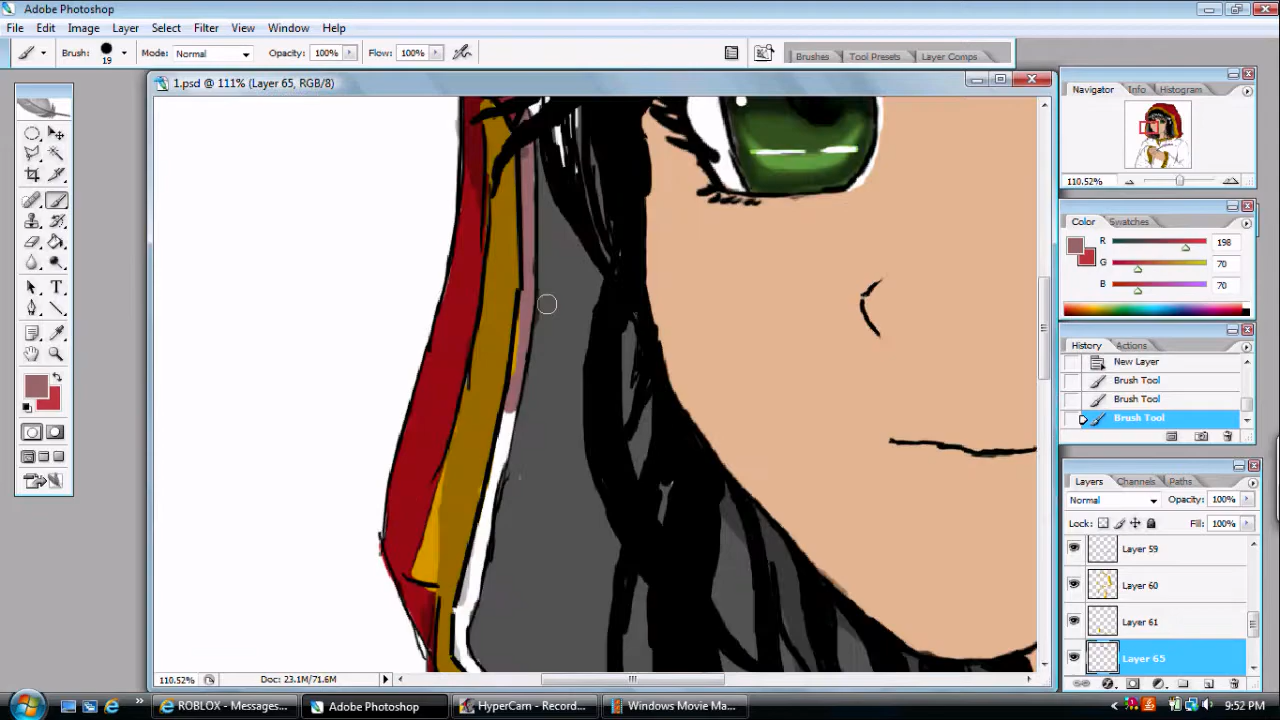 Adobe Photoshop
File Edit Image Layer Select Filter View Window Help
Brush: 19 Mode: Normal Opacity: 100% Flow: 100% Brushes Tool Presets Layer Comps
1.psd @ 111% (Layer 65, RGB/8)
Navigator Info Histogram
110.52%
Color Swatches
R 198
G 70
B 70
History Actions
New Layer
Brush Tool
Brush Tool
Brush Tool
Layers Channels Paths
Normal Opacity: 100%
Lock: Fill: 100%
Layer 59
Layer 60
Layer 61
Layer 65
110.52% Doc: 23.1M/71.6M
ROBLOX - Messages... Adobe Photoshop HyperCam - Record... Windows Movie Ma... 9:52 PM